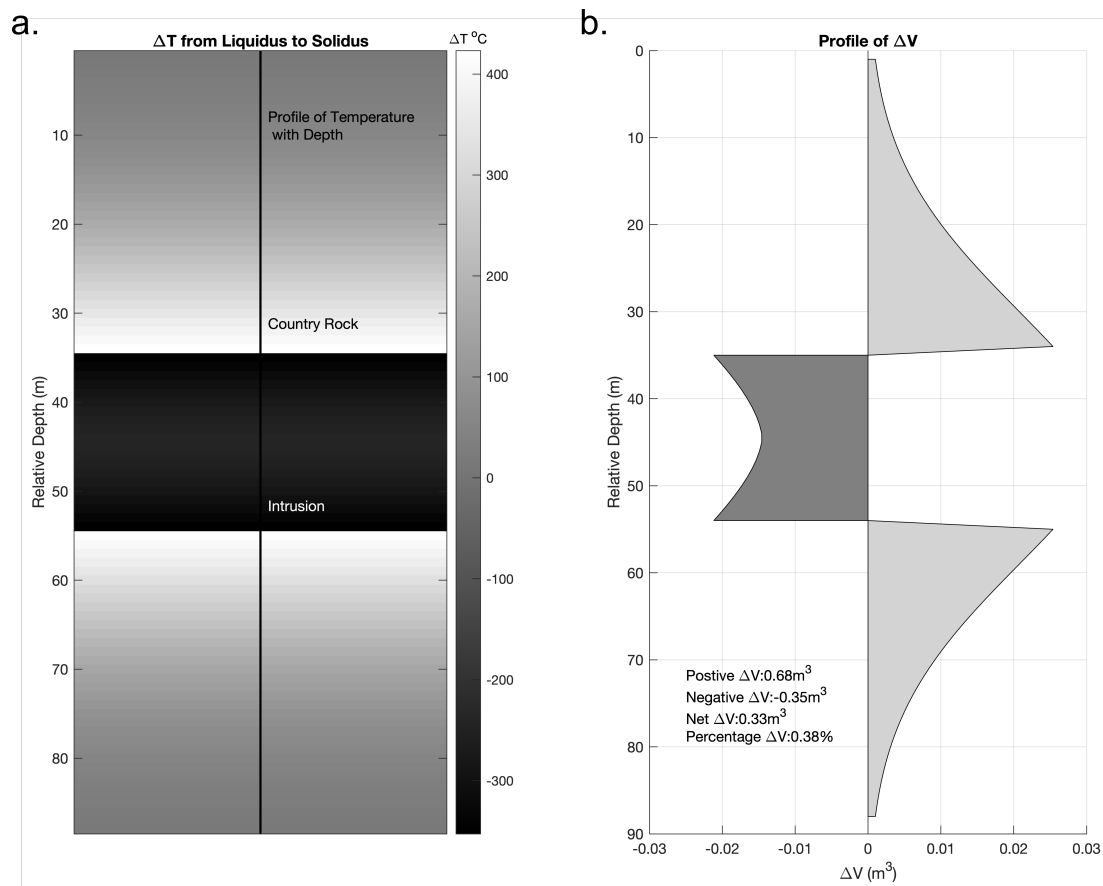 a.
ΔT from Liquidus to Solidus
ΔT °C
Profile of Temperature
with Depth
Country Rock
Intrusion
Relative Depth (m)
10
20
30
40
50
60
70
80
400
300
200
100
0
-100
-200
-300
b.
Profile of ΔV
Relative Depth (m)
0
10
20
30
40
50
60
70
80
90
Postive ΔV:0.68m³
Negative ΔV:-0.35m³
Net ΔV:0.33m³
Percentage ΔV:0.38%
-0.03
-0.02
-0.01
0
0.01
0.02
0.03
ΔV (m³)